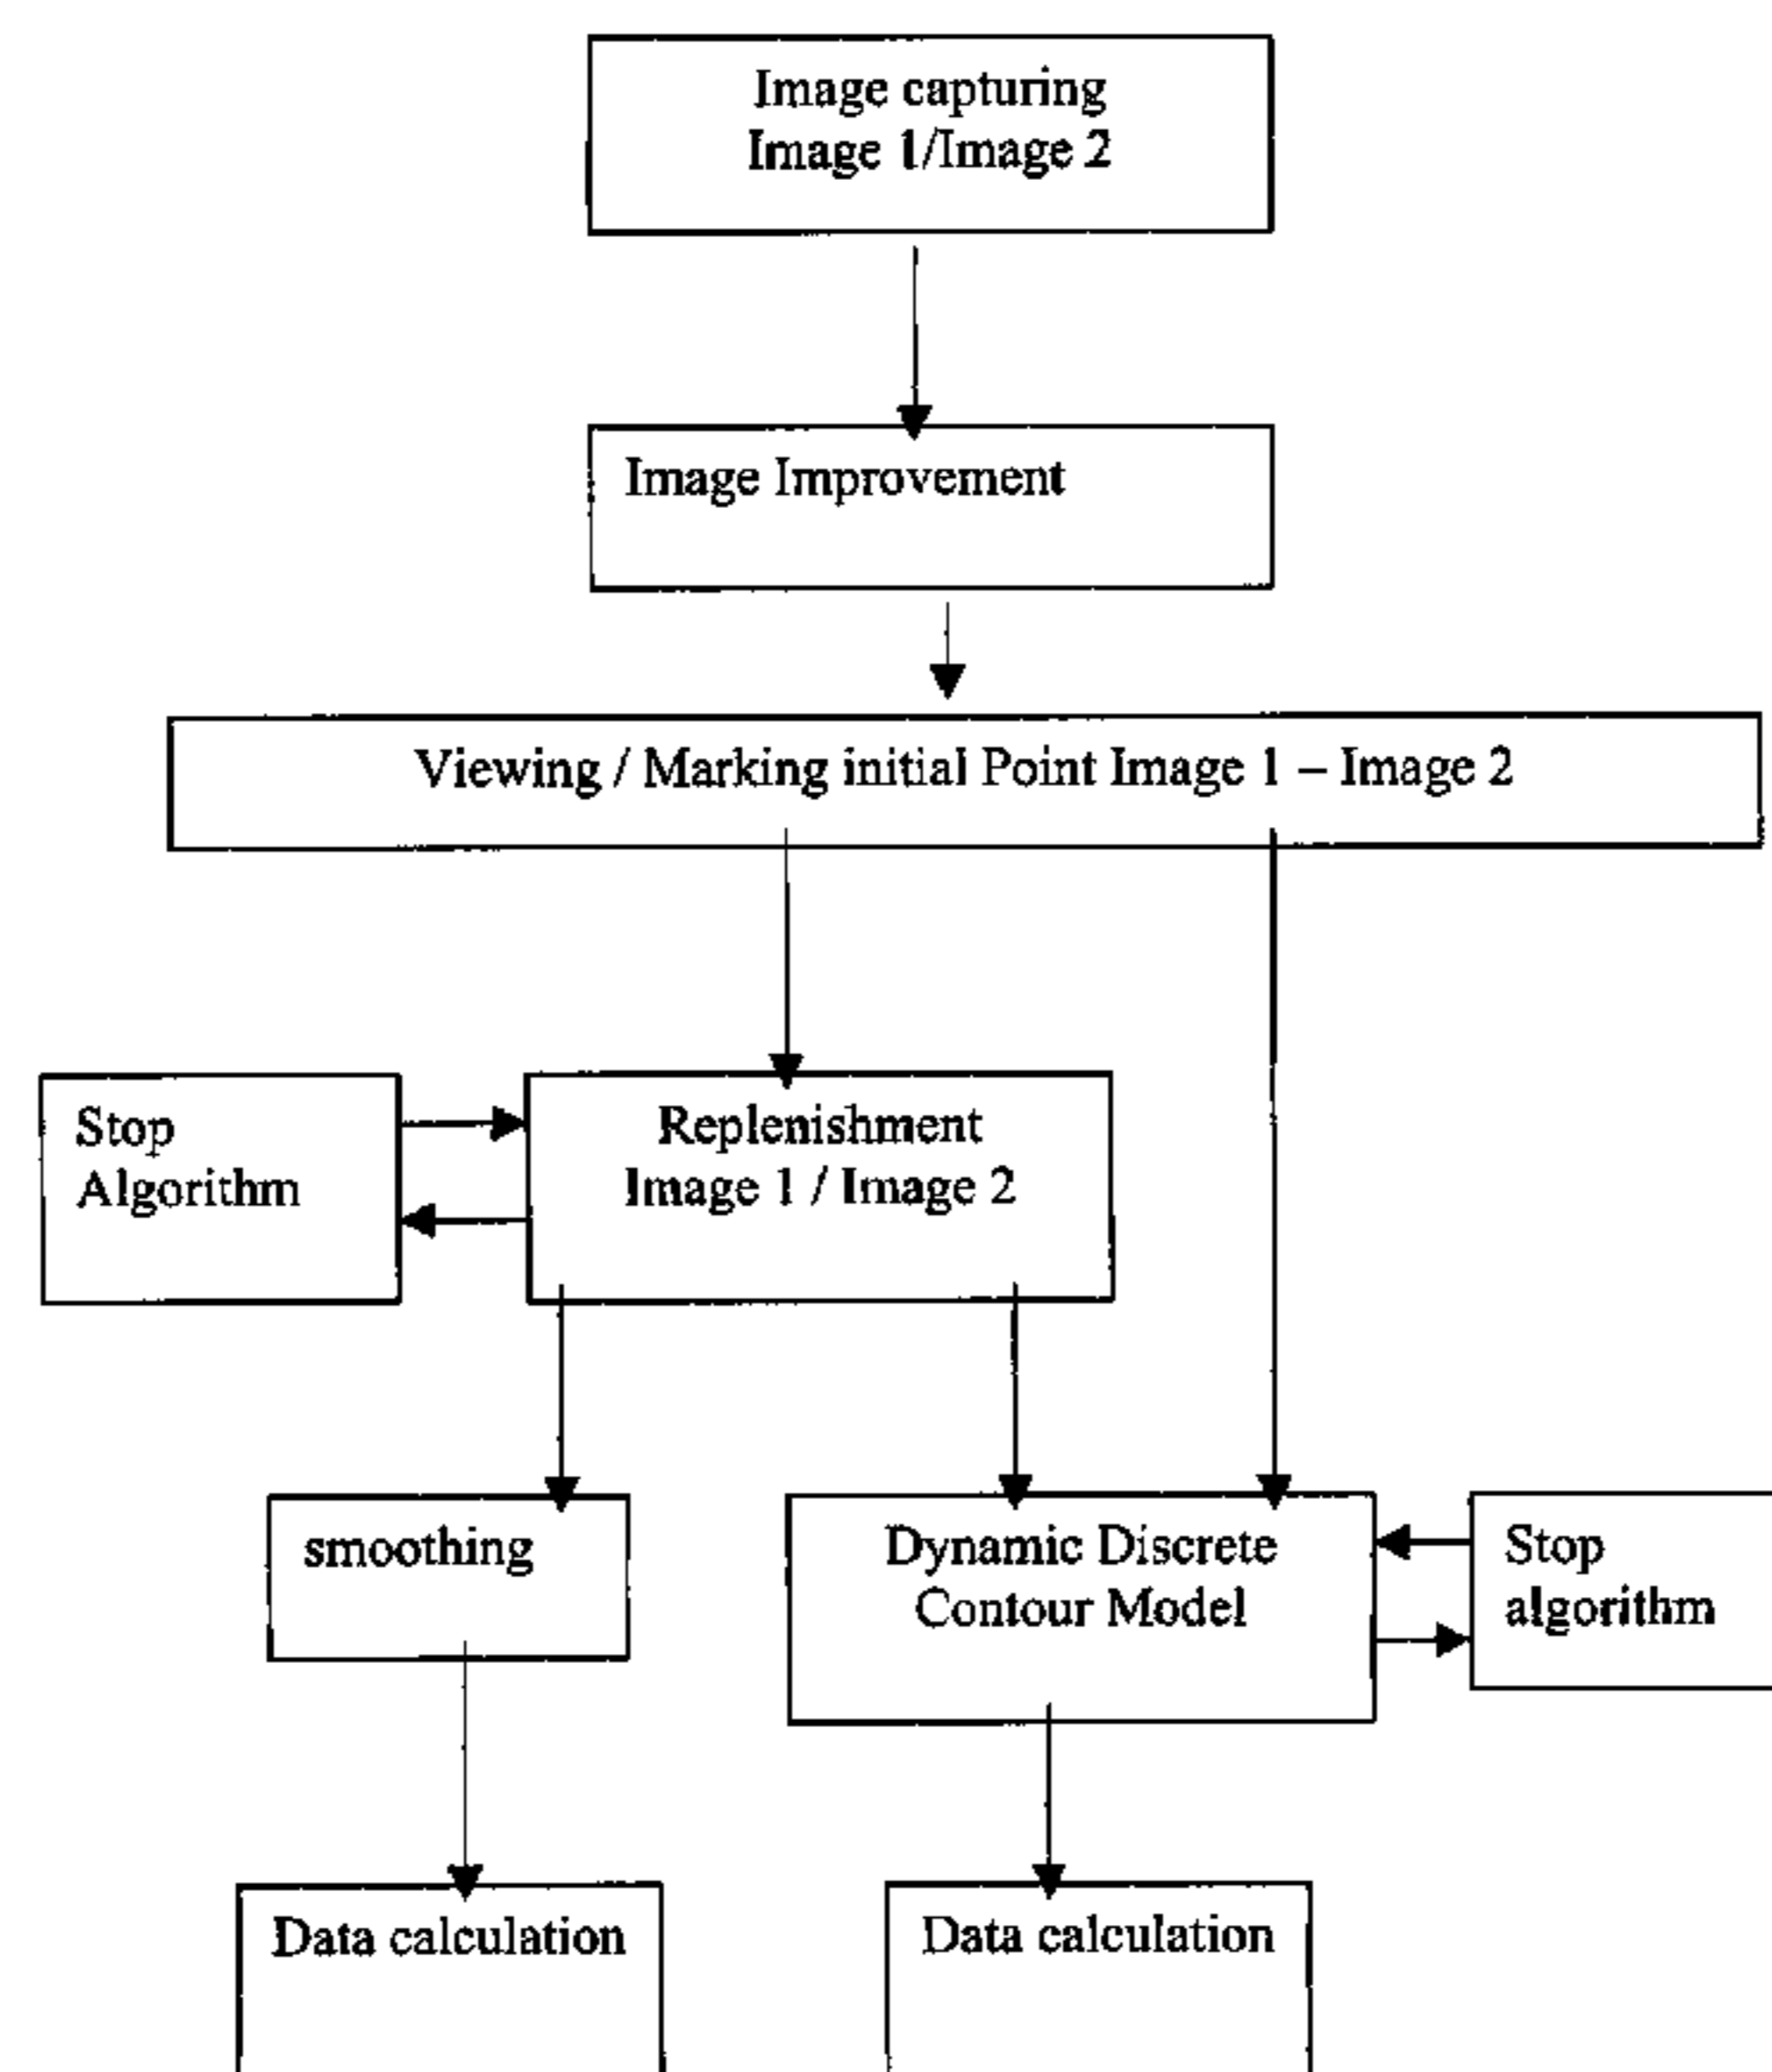 Image capturing
Image 1/Image 2
Image Improvement
Viewing / Marking initial Point Image 1 – Image 2
Stop
Algorithm
Replenishment
Image 1 / Image 2
smoothing
Dynamic Discrete
Contour Model
Stop
algorithm
Data calculation
Data calculation